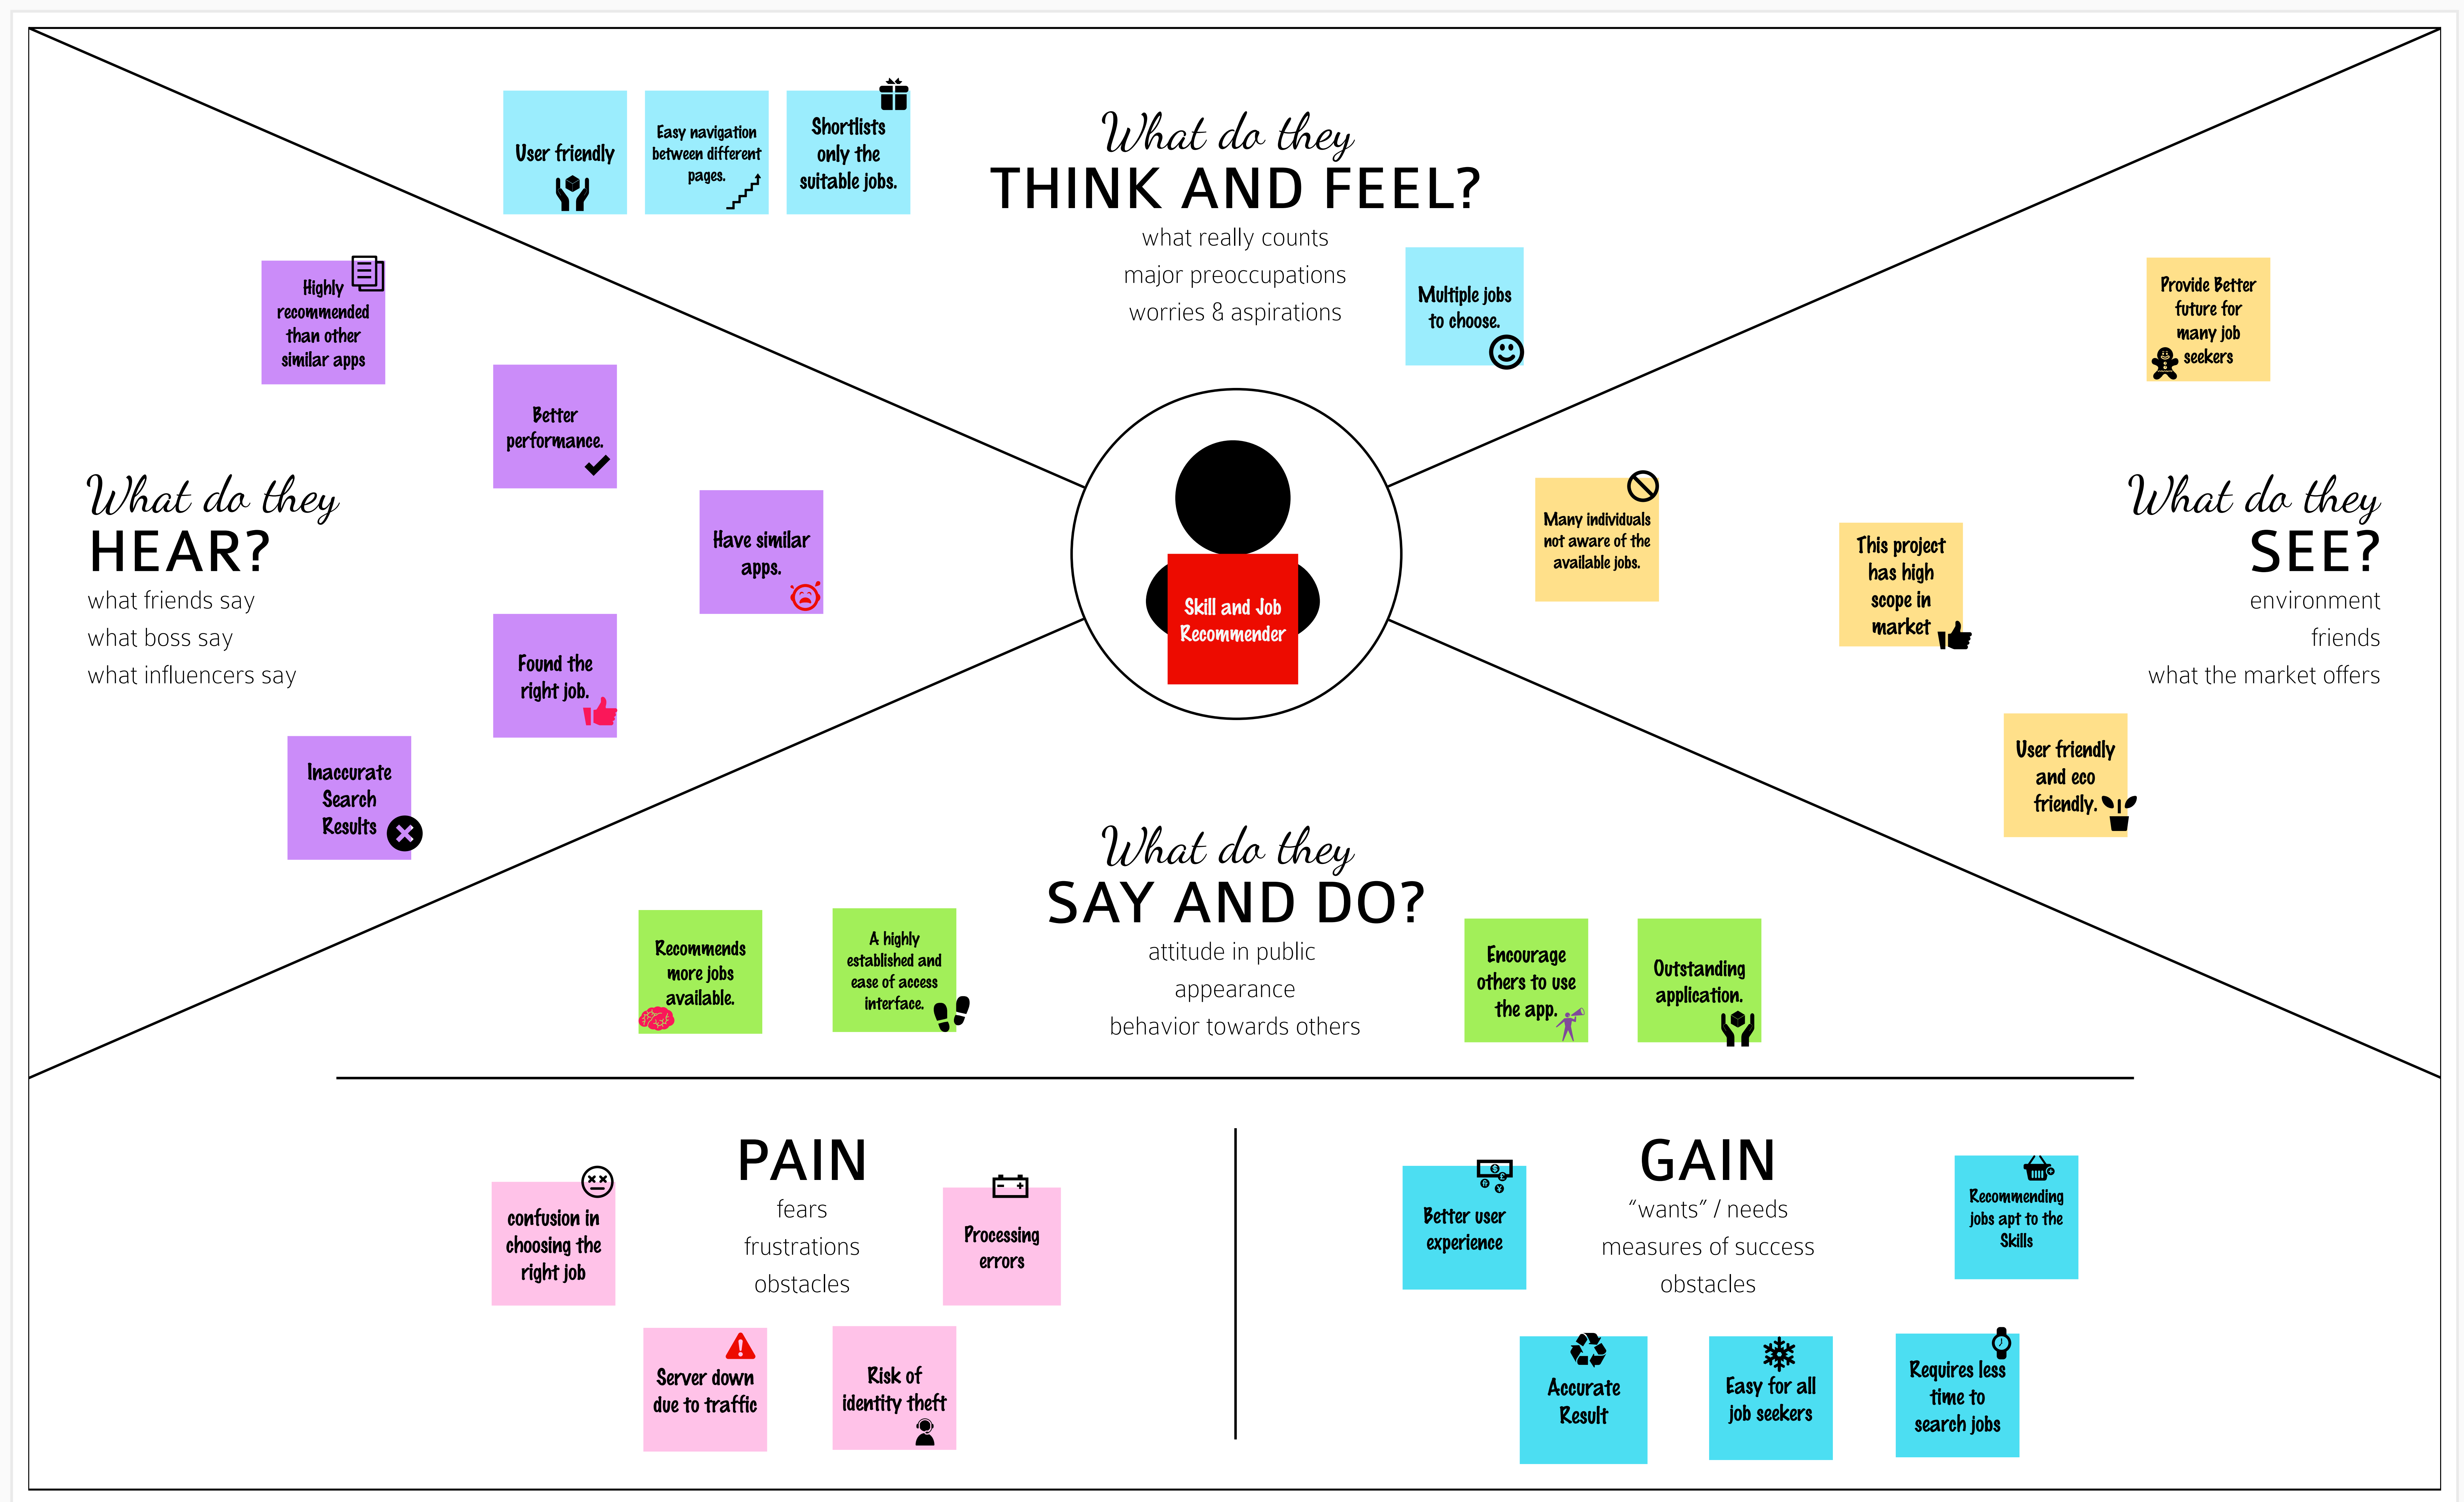 User friendly
Easy navigation
between different
pages.
Shortlists
only the
suitable jobs.
What do they
THINK AND FEEL?
what really counts
major preoccupations
worries & aspirations
Multiple jobs
to choose.
Highly
recommended
than other
similar apps
Better
performance.
Have similar
apps.
What do they
HEAR?
what friends say
what boss say
what influencers say
Found the
right job.
Inaccurate
Search
Results
Skill and Job
Recommender
Provide Better
future for
many job
seekers
Many individuals
not aware of the
available jobs.
This project
has high
scope in
market
What do they
SEE?
environment
friends
what the market offers
User friendly
and eco
friendly.
What do they
SAY AND DO?
attitude in public
appearance
behavior towards others
Recommends
more jobs
available.
A highly
established and
ease of access
interface.
Encourage
others to use
the app.
Outstanding
application.
PAIN
fears
frustrations
obstacles
confusion in
choosing the
right job
Processing
errors
Server down
due to traffic
Risk of
identity theft
GAIN
“wants” / needs
measures of success
obstacles
Better user
experience
Recommending
jobs apt to the
Skills
Accurate
Result
Easy for all
job seekers
Requires less
time to
search jobs